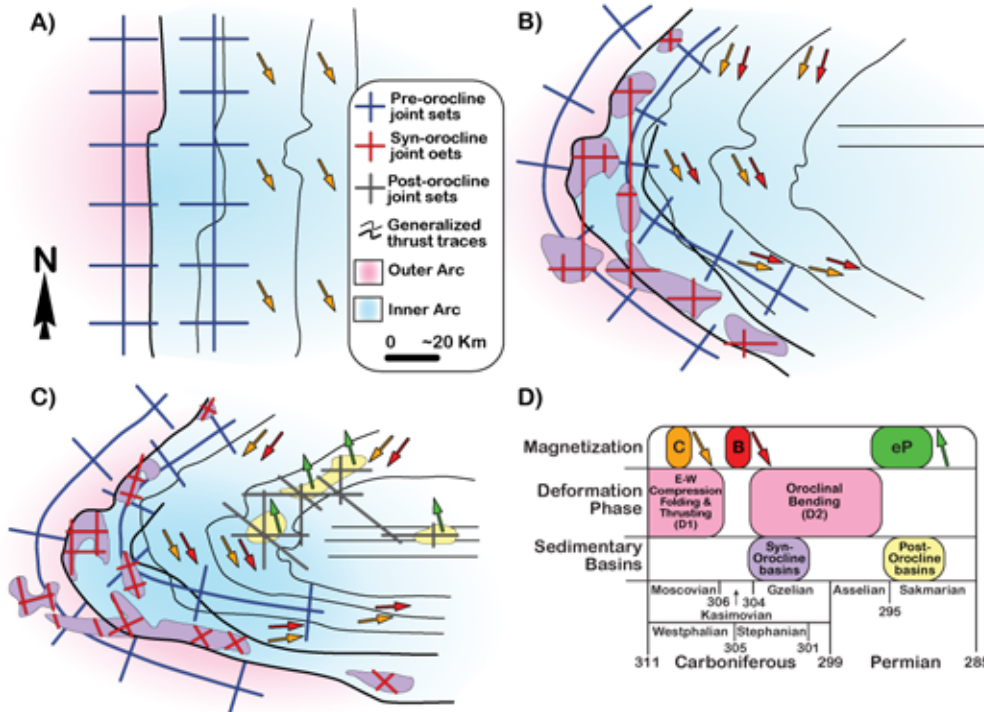 A)
Pre-orocline
joint sets
Syn-orocline
joint oets
Post-orocline
joint sets
Generalized
thrust traces
Outer Arc
Inner Arc
0 ~20 Km
N
B)
C)
D)
Magnetization
C
B
eP
Deformation
Phase
E-W
Compression
Folding &
Thrusting
(D1)
Oroclinal
Bending
(D2)
Sedimentary
Basins
Syn-
Orocline
basins
Post-
Orocline
basins
Moscovian
306
304
Gzelian
Asselian
Sakmarian
Kasimovian
295
Westphalian
Stephanian
305
301
311
Carboniferous
299
Permian
285